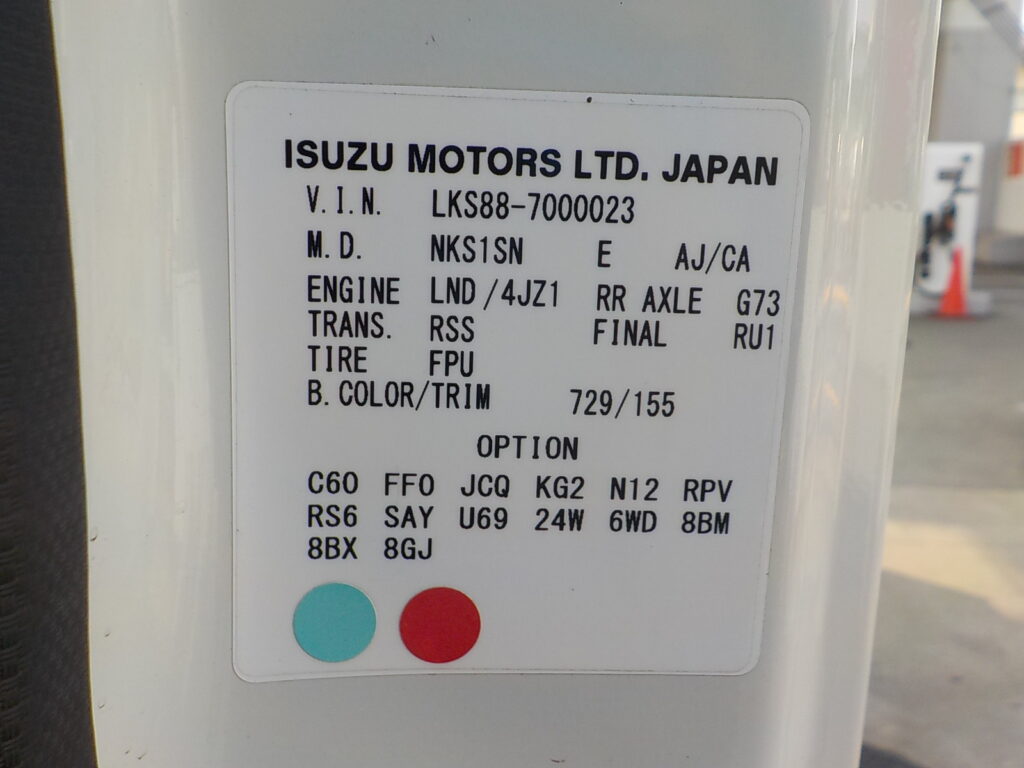 ISUZU MOTORS LTD. JAPAN
V.I.N. LKS88-7000023
M.D. NKS1SN E AJ/CA
ENGINE LND/4JZ1 RR AXLE G73
TRANS. RSS FINAL RU1
TIRE FPU
B.COLOR/TRIM 729/155
OPTION
C60 FF0 JCQ KG2 N12 RPV
RS6 SAY U69 24W 6WD 8BM
8BX 8GJ